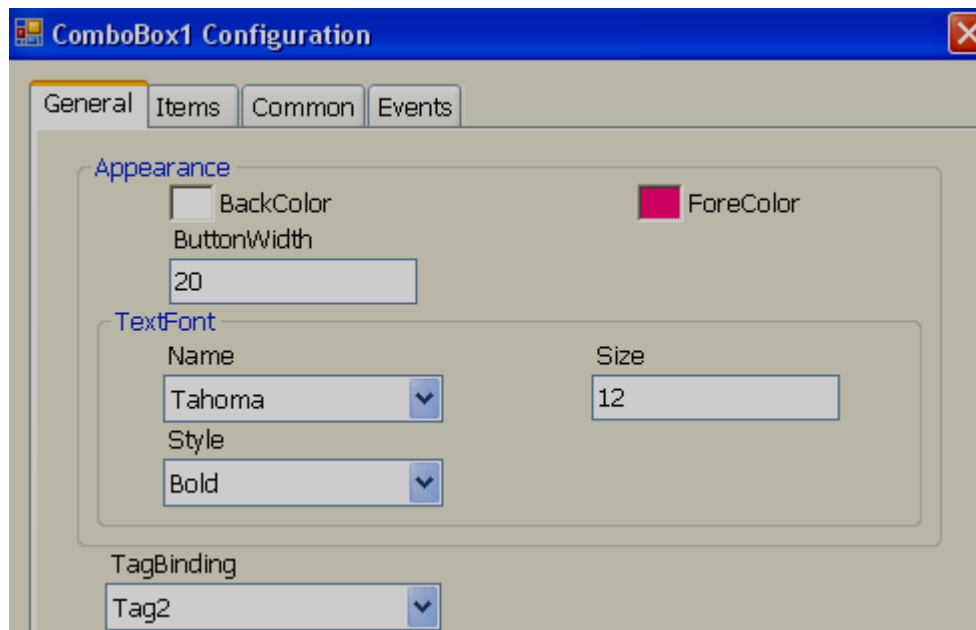 ComboBox1 Configuration
General Items Common Events
Appearance
BackColor ForeColor
ButtonWidth
20
TextFont
Name Size
Tahoma 12
Style
Bold
TagBinding
Tag2